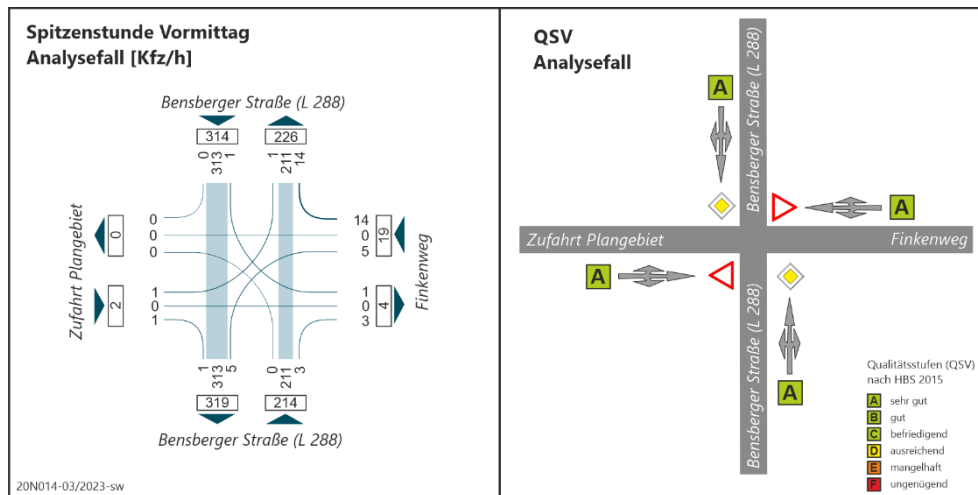 Spitzenstunde Vormittag
Analysefall [Kfz/h]
Bensberger Straße (L 288)
314
226
0
313
1
1
211
14
0
0
0
0
Zufahrt Plangebiet
2
1
0
1
14
0
5
19
Finkenweg
1
0
3
4
1
313
5
0
211
3
319
214
Bensberger Straße (L 288)
20N014-03/2023-sw
QSV
Analysefall
A
Bensberger Straße (L 288)
A
Zufahrt Plangebiet
Finkenweg
A
Bensberger Straße (L 288)
A
Qualitätsstufen (QSV)
nach HBS 2015
A sehr gut
B gut
C befriedigend
D ausreichend
E mangelhaft
F ungenügend